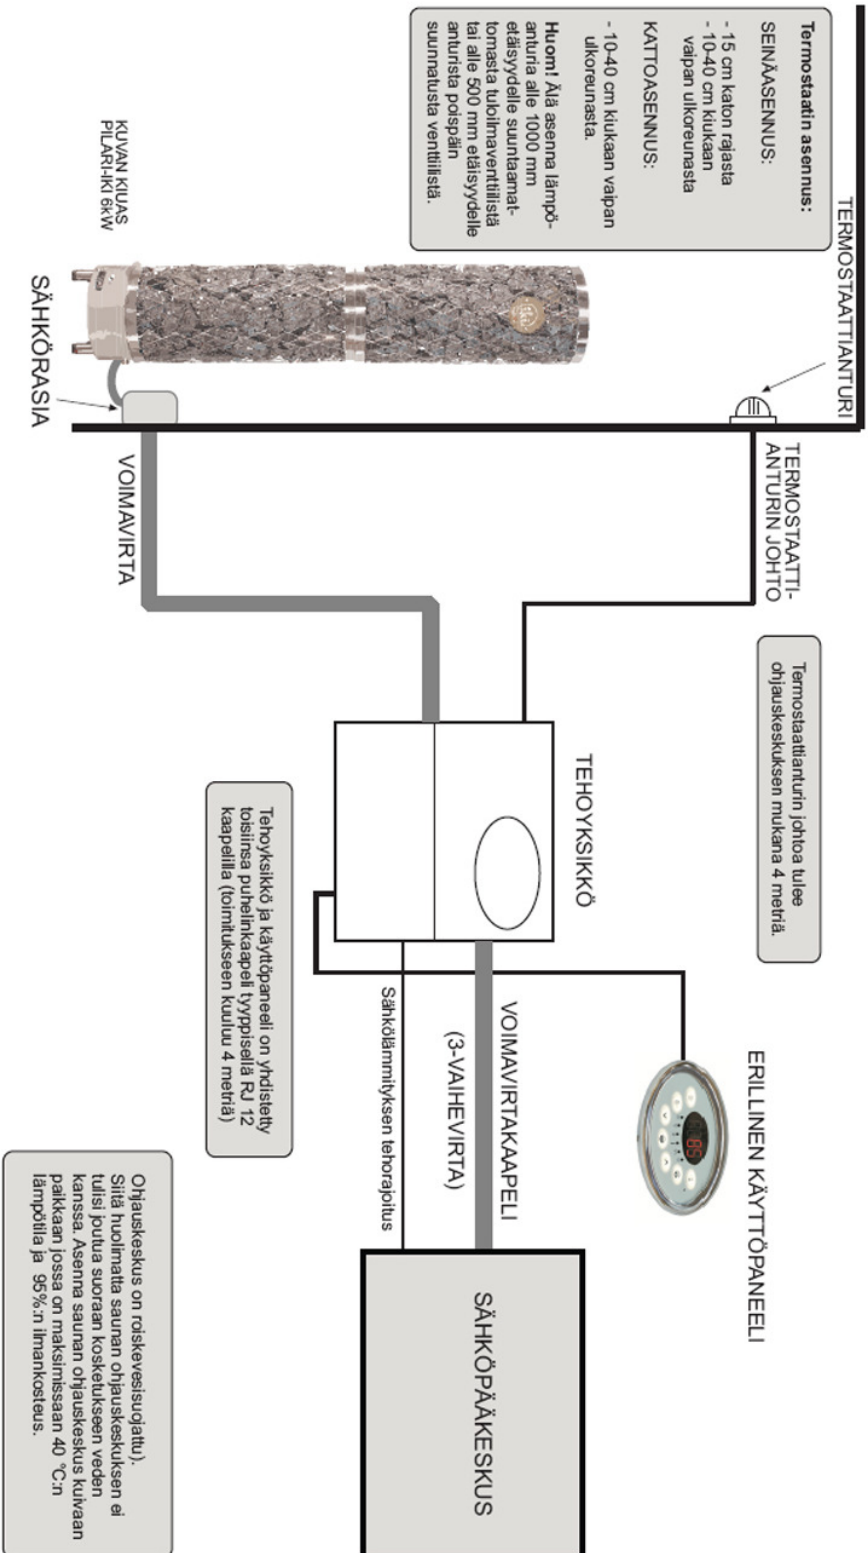 Termostaatin asennus:
SEINÄASENNUS:
- 15 cm katon rajasta
- 10-40 cm kiukaan
vaipan ulkoreunasta
KATTOASENNUS:
- 10-40 cm kiukaan vaipan
ulkoreunasta.
Huom! Älä asenna lämpö-
anturia alle 1000 mm
etäisyydelle suuntaamat-
tomasta tuloilmaventtiilistä
tai alle 500 mm etäisyydelle
anturista poispäin
suunnatusta venttiilistä.
TERMOSTAATTIANTURI
KUVAN KIUAS
PILARI-IKI 6kW
SÄHKÖRASIA
TERMOSTAATTI-
ANTURIN JOHTO
VOIMAVIRTA
Termostaattianturin johtoa tulee
ohjauskeskuksen mukana 4 metriä.
TEHOYKSIKKÖ
Tehoyksikkö ja käyttöpaneeli on yhdistetty
toisiinsa puhelinkaapeli tyyppisellä RJ 12
kaapelilla (toimitukseen kuuluu 4 metriä)
ERILLINEN KÄYTTÖPANEELI
85
VOIMAVIRTAKAAPELI
(3-VAIHEVIRTA)
Sähkölämmityksen tehorajoitus
SÄHKÖPÄÄKESKUS
Ohjauskeskus on roiskevesisuojattu).
Siitä huolimatta saunan ohjauskeskuksen ei
tulisi joutua suoraan kosketukseen veden
kanssa. Asenna saunan ohjauskeskus kuivaan
paikkaan jossa on maksimissaan 40 °C:n
lämpötila ja 95%:n ilmankosteus.